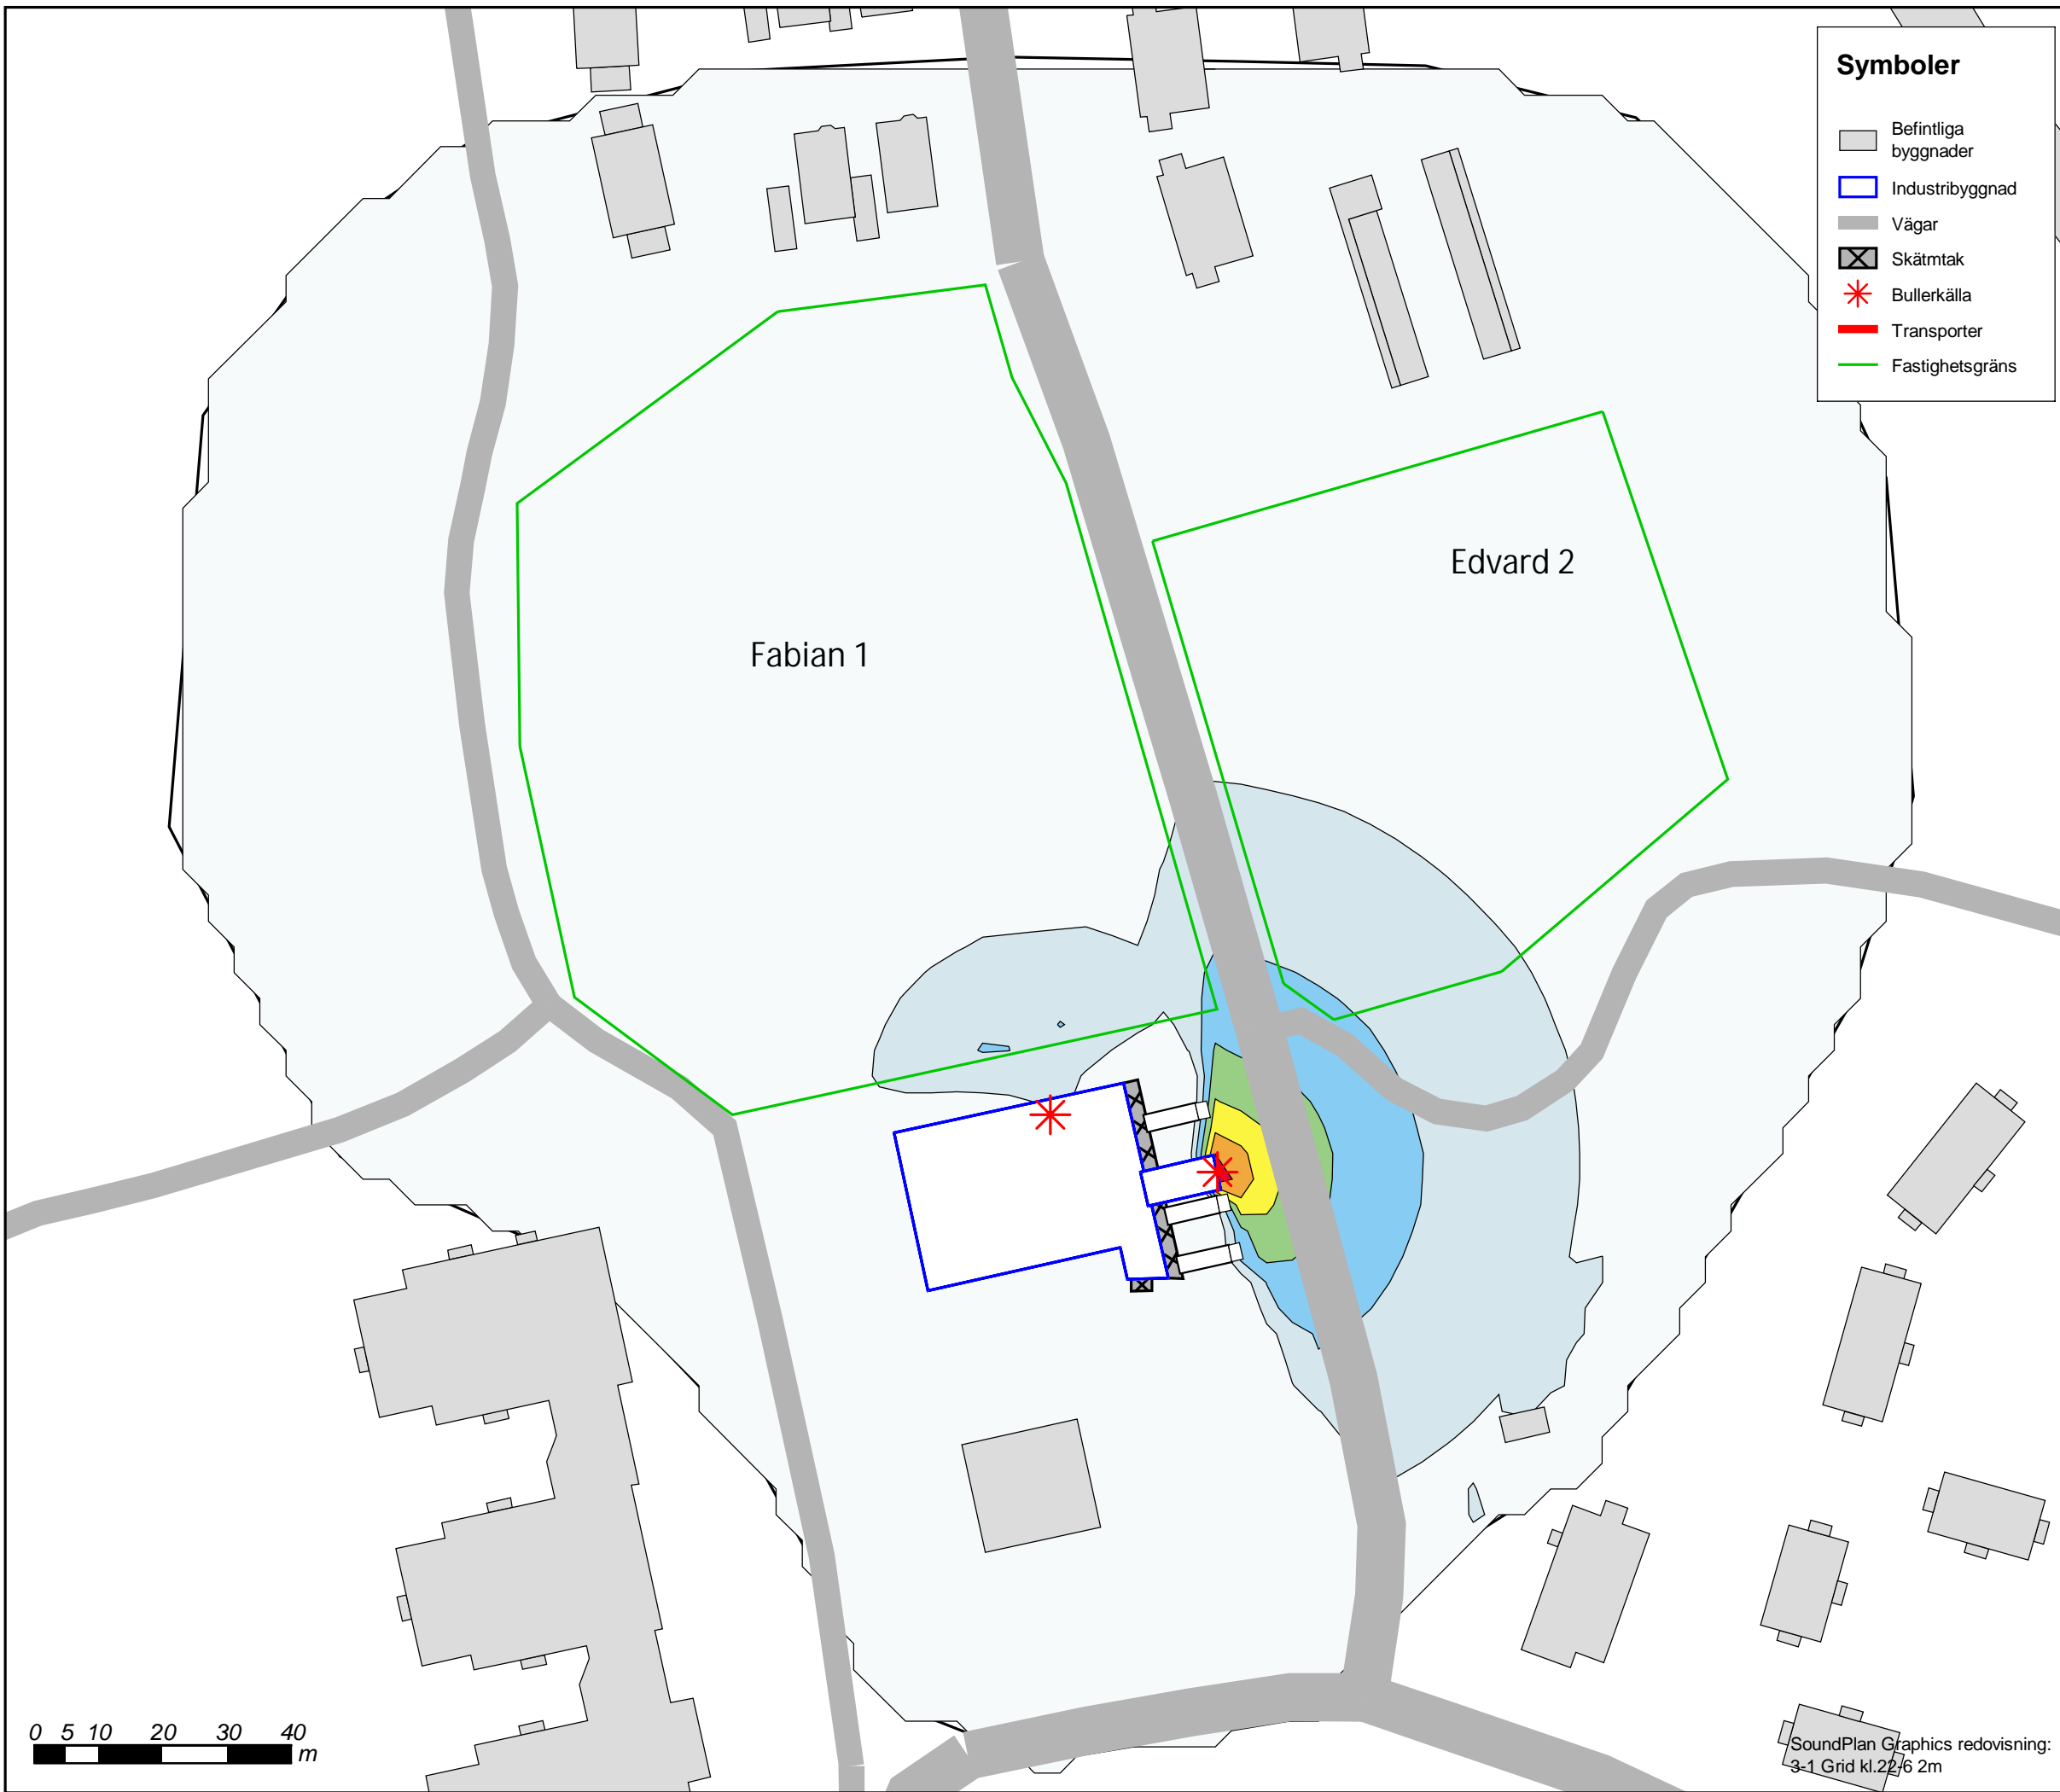 Symboler
Befintliga
byggnader
Industribyggnad
Vägar
Skätmtak
Bullerkälla
Transporter
Fastighetsgräns
Edvard 2
Fabian 1
0 5 10 20 30 40
m
SoundPlan Graphics redovisning:
3-1 Grid kl.22-6 2m